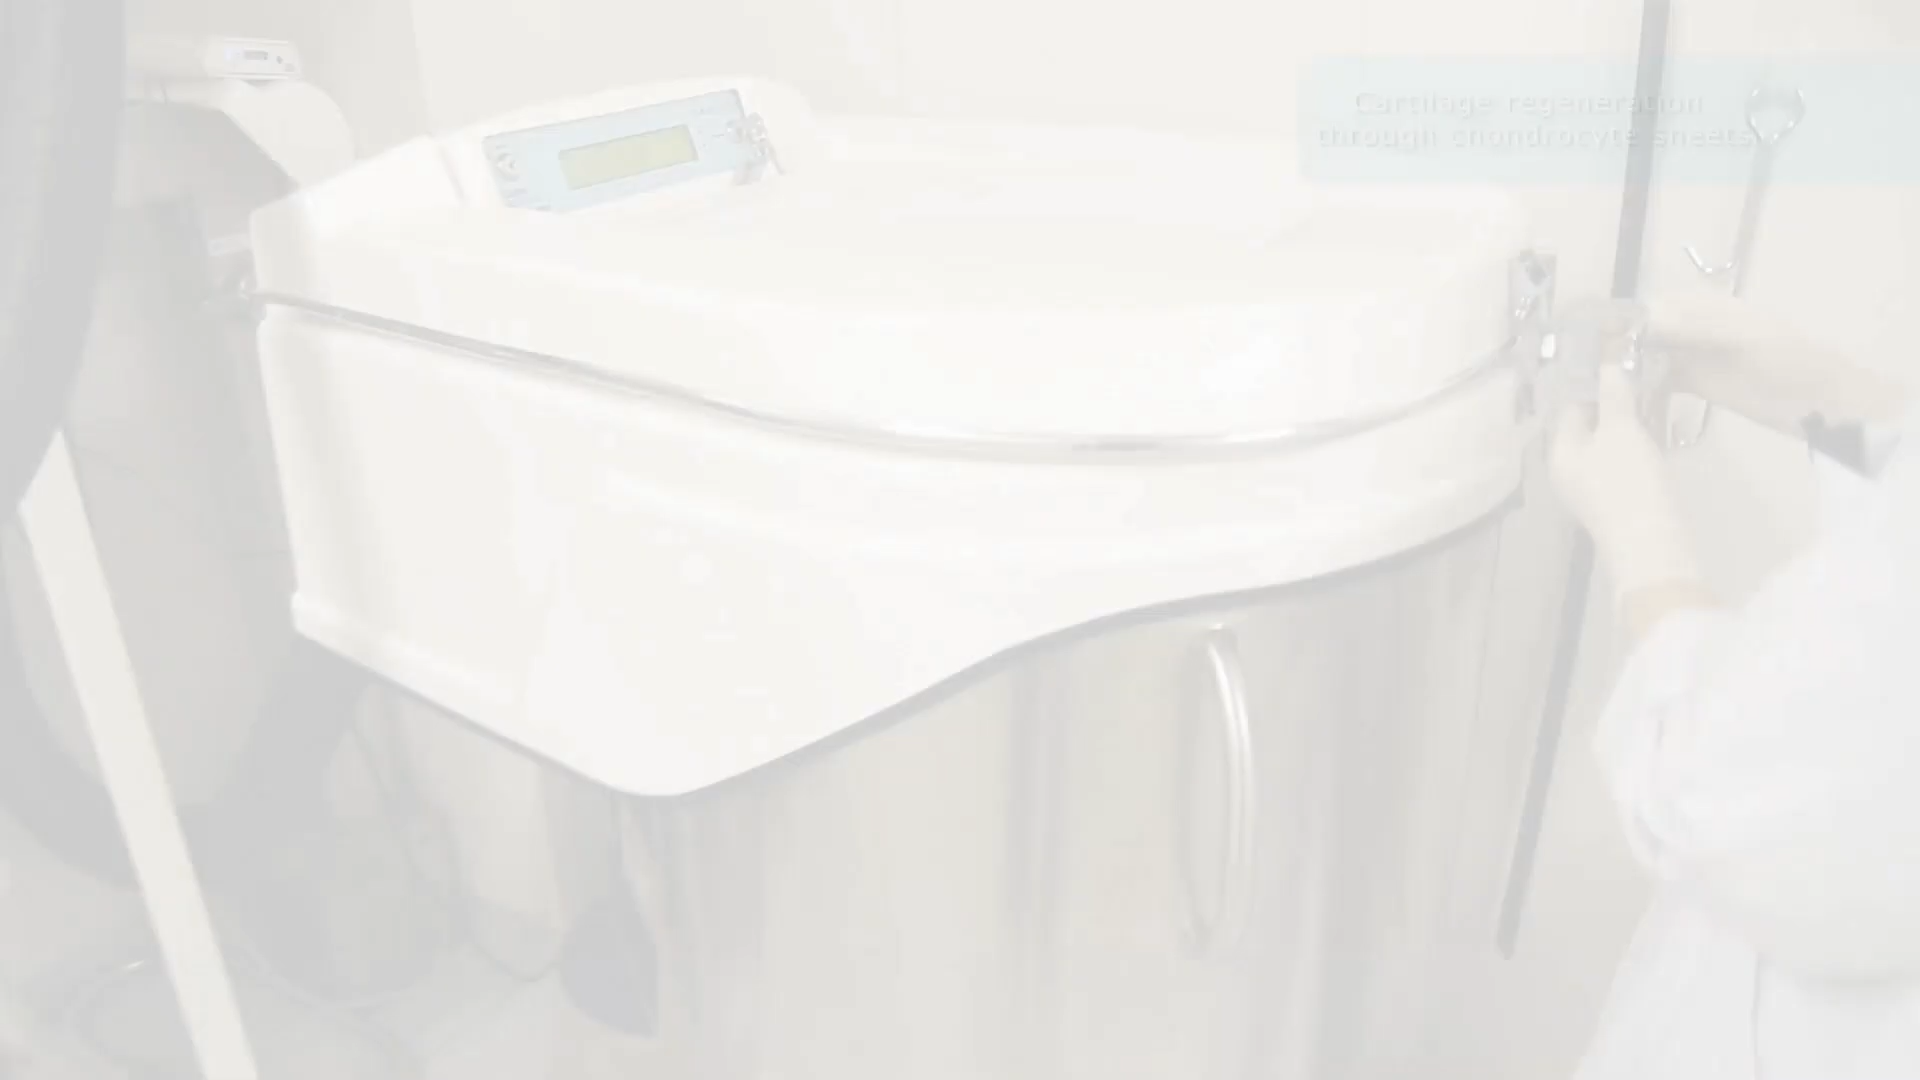 Cartilage regeneration
through chondrocyte sheets